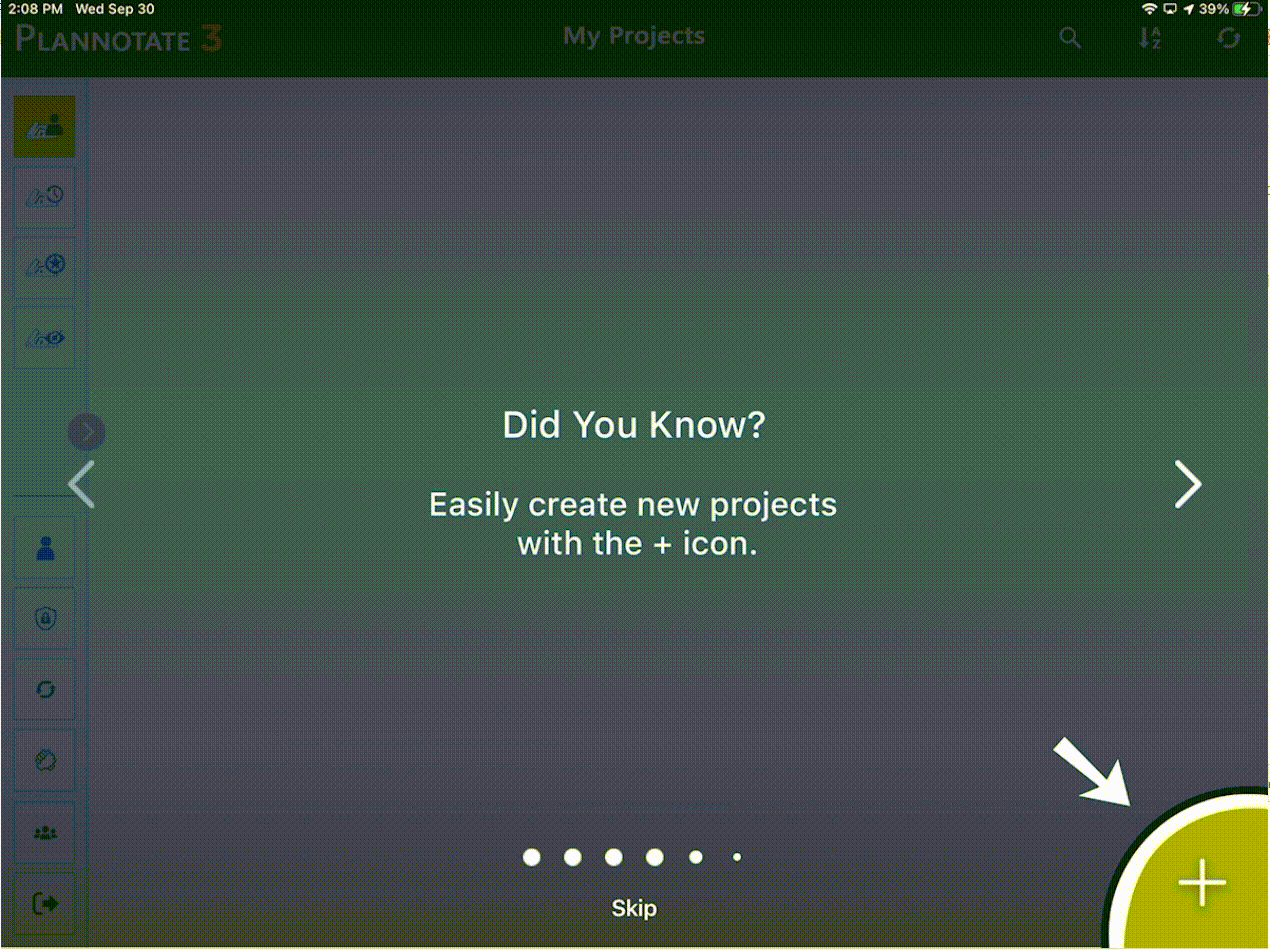 2:08 PM Wed Sep 30
39%
PLANNOTATE 3
My Projects
A
Z
Did You Know?
Easily create new projects
with the + icon.
Skip